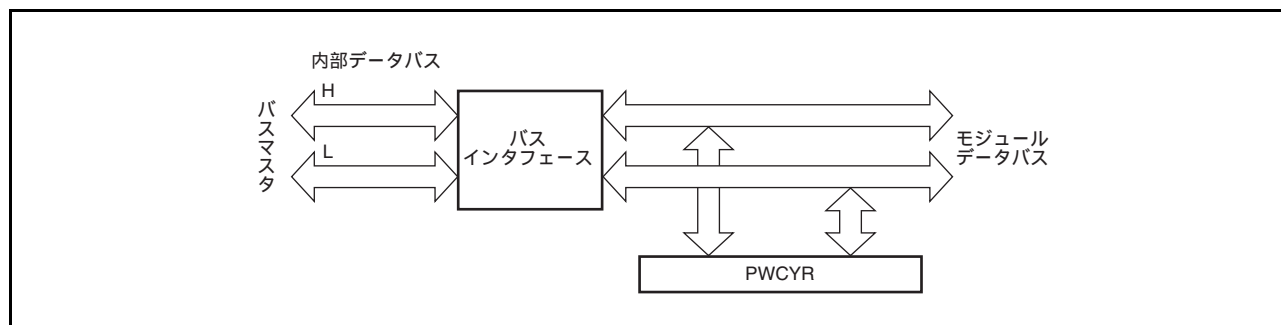 内部データバス
H
L
バスマスタ
バス
インタフェース
モジュール
データバス
PWCYR